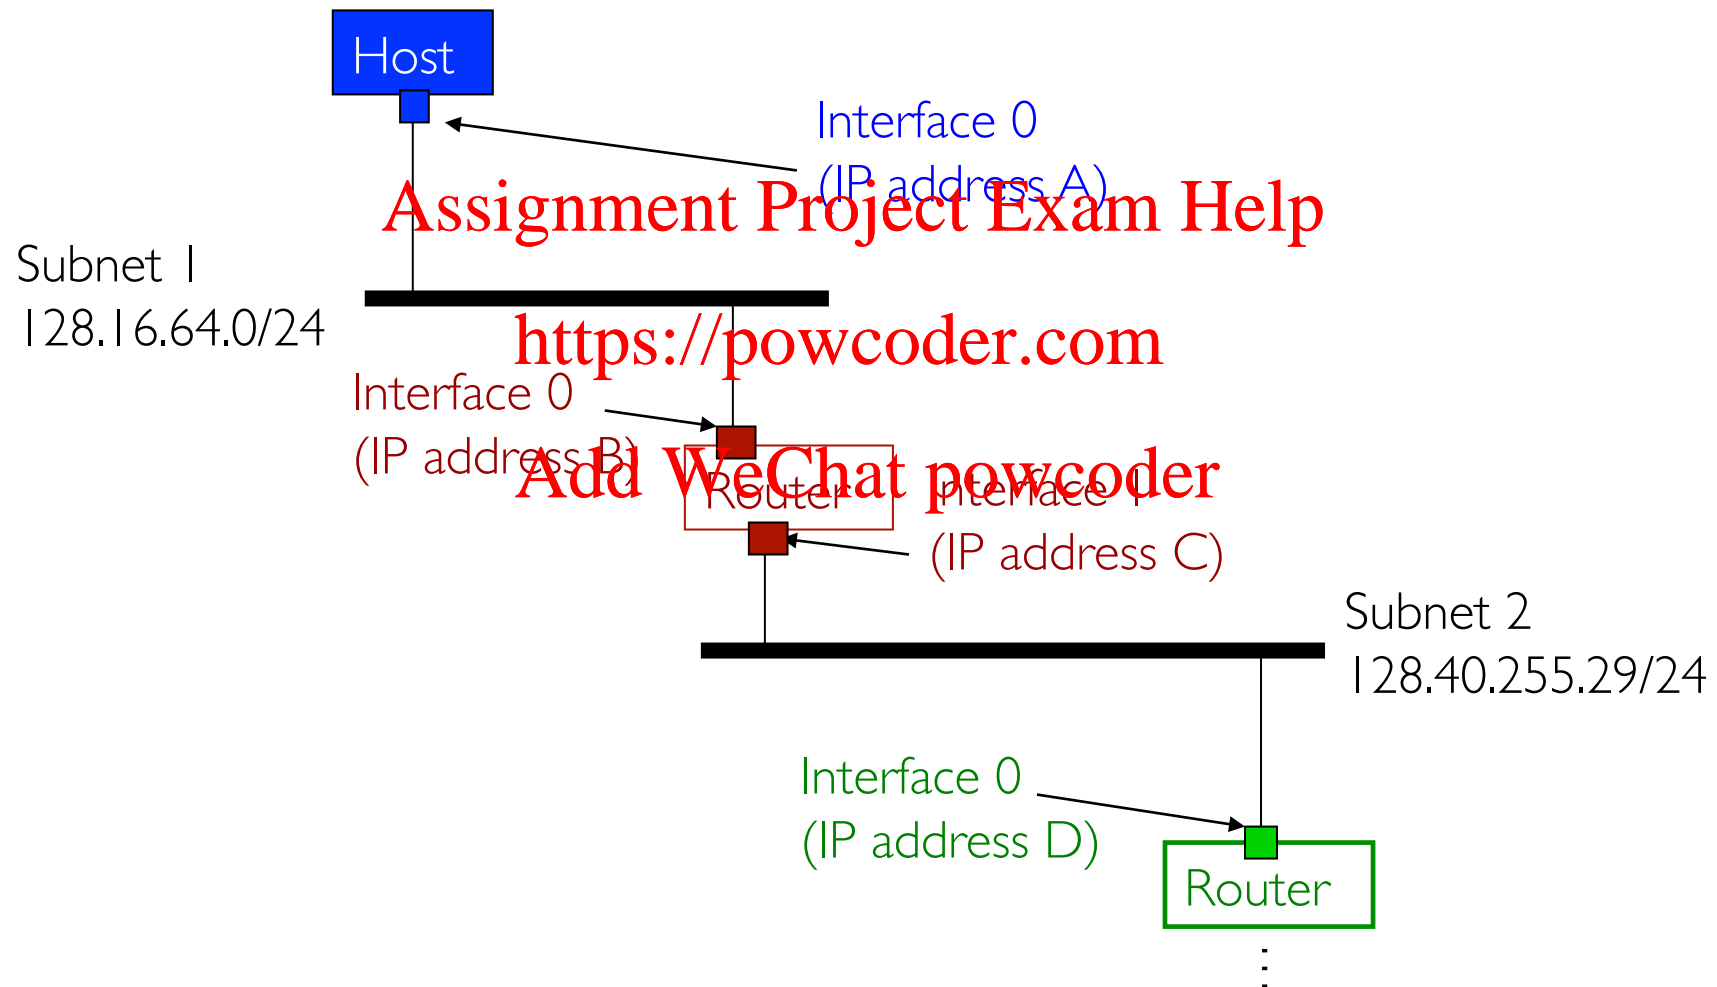 Host
Interface 0
(IP address A)
Assignment Project Exam Help
Subnet 1
128.16.64.0/24
https://powcoder.com
Interface 0
(IP address B)
Add WeChat powcoder
Router
Interface 1
(IP address C)
Subnet 2
128.40.255.29/24
Interface 0
(IP address D)
Router